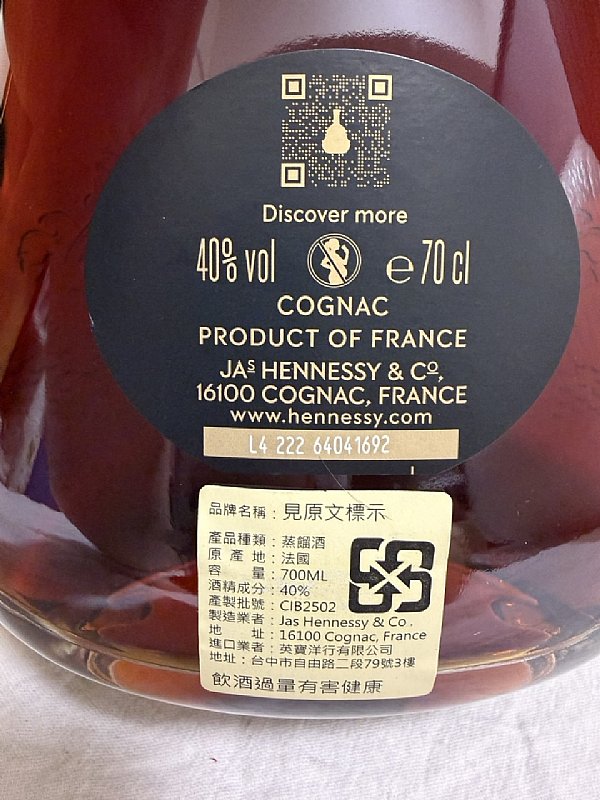 Discover more
40% vol
℮ 70 cl
COGNAC
PRODUCT OF FRANCE
JAS HENNESSY & Cº,
16100 COGNAC, FRANCE
www.hennessy.com
L4 222 64041692
品牌名稱：見原文標示
產品種類：蒸餾酒
原產地：法國
容量：700ML
酒精成分：40%
產製批號：CIB2502
製造業者：Jas Hennessy & Co.
地址：16100 Cognac, France
進口業者：英寶洋行有限公司
地址：台中市自由路二段79號3樓
飲酒過量有害健康